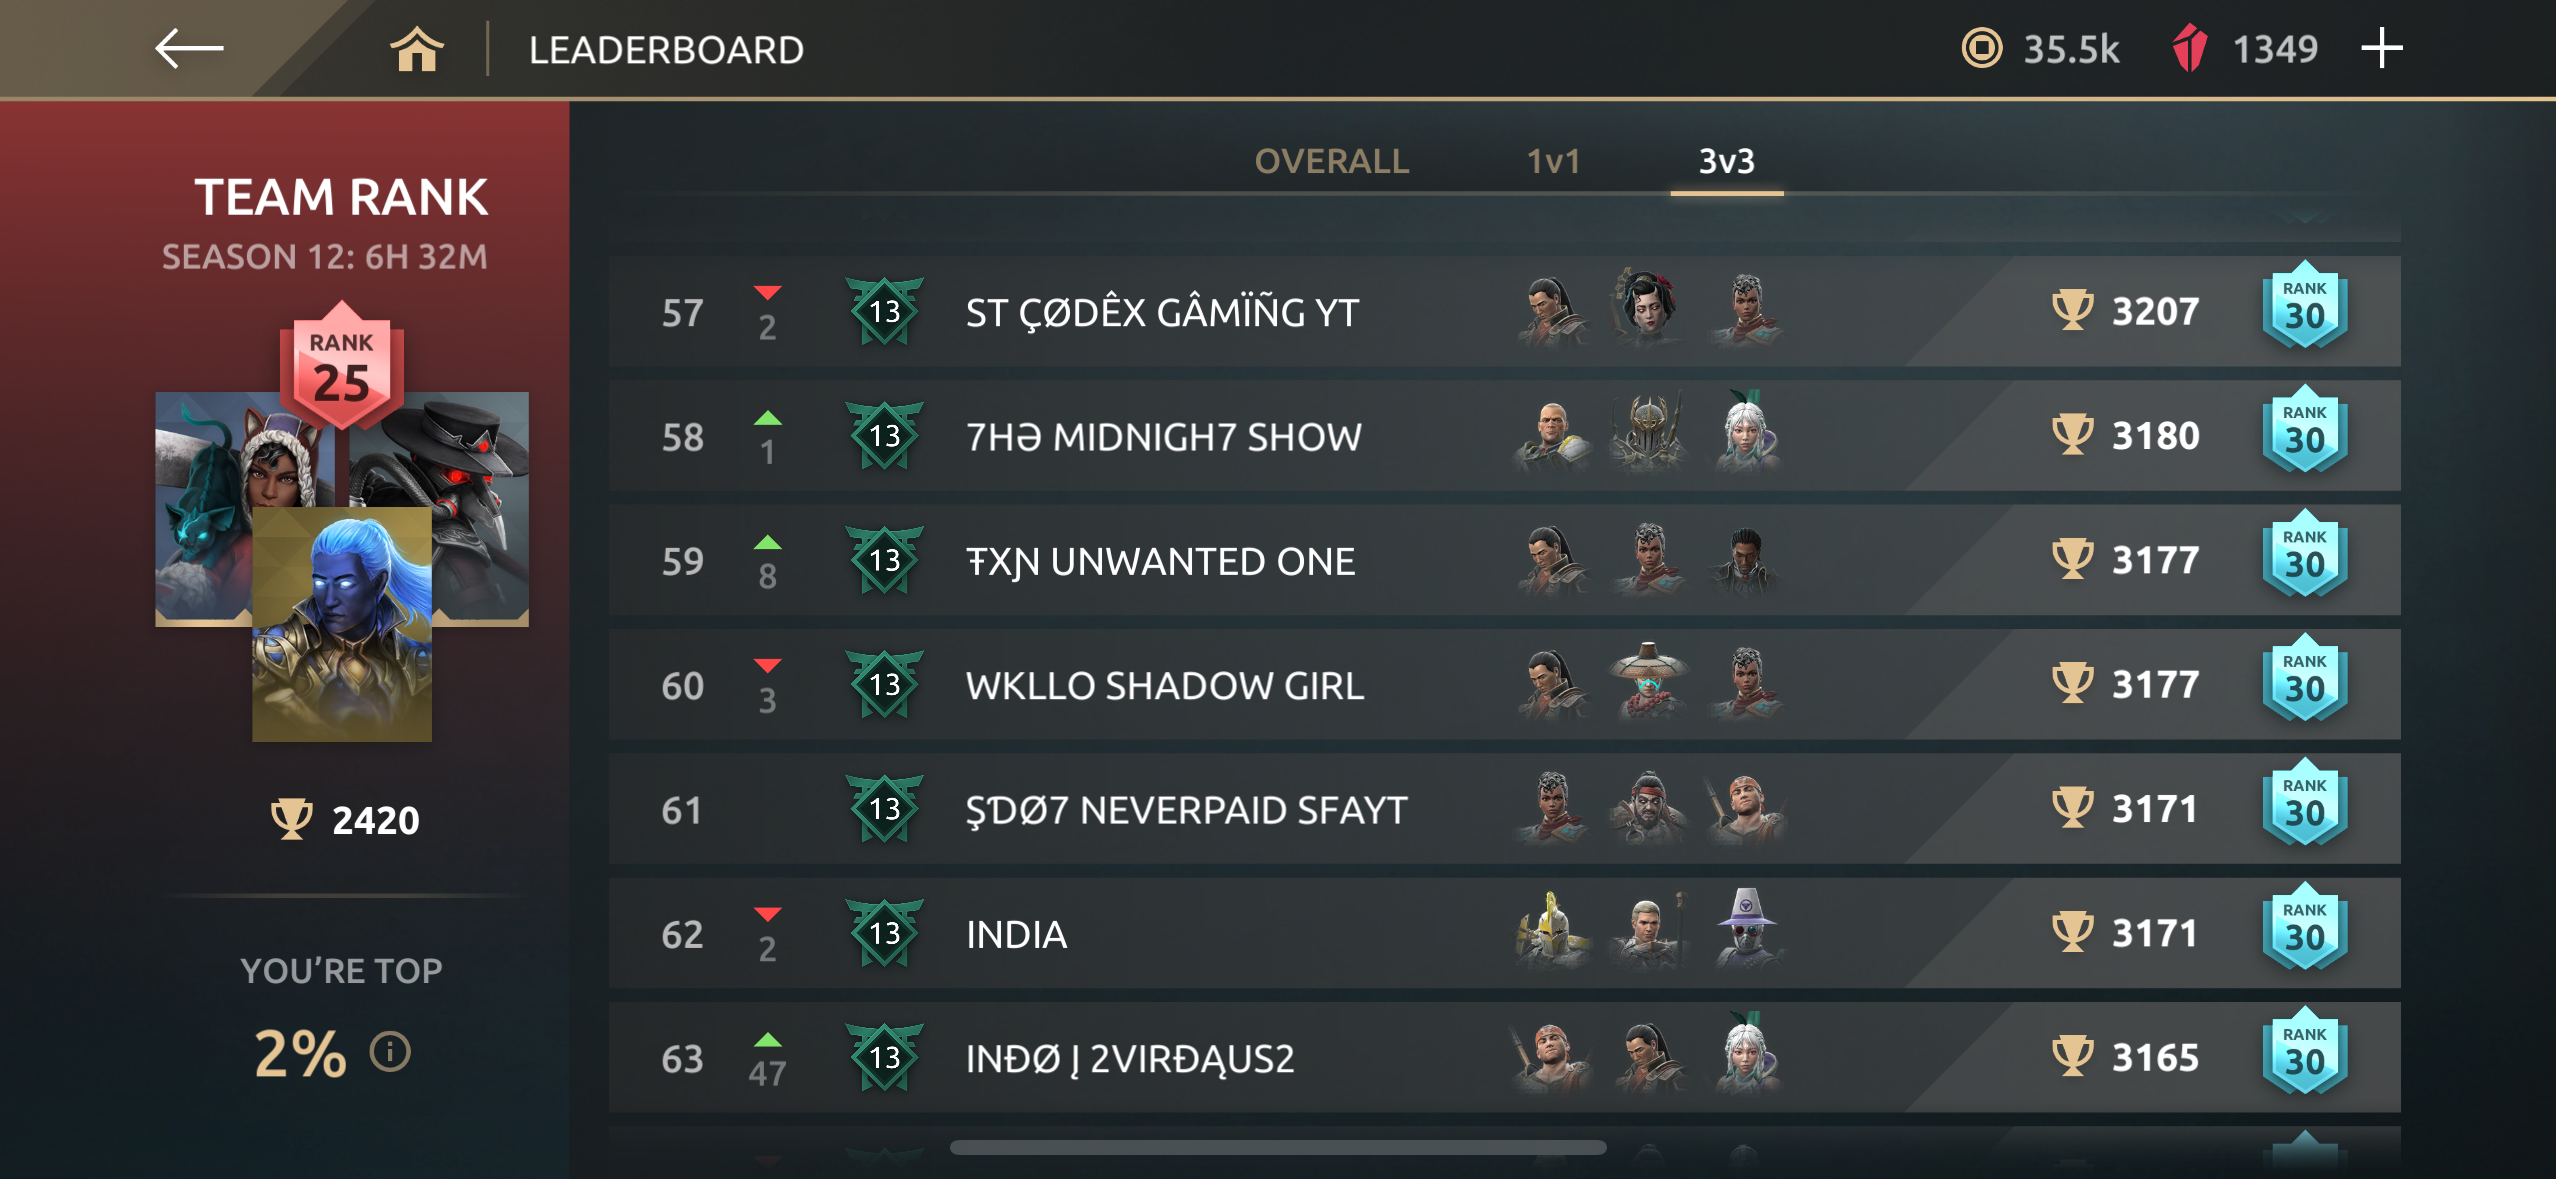 LEADERBOARD
35.5k
1349
TEAM RANK
SEASON 12: 6H 32M
RANK
25
2420
YOU'RE TOP
2%
OVERALL 1v1 3v3
57 2 13 ST ÇØDÊX GÂMÏÑG YT 3207 RANK 30
58 1 13 7HƏ MIDNIGH7 SHOW 3180 RANK 30
59 8 13 ŦXƝ UNWANTED ONE 3177 RANK 30
60 3 13 WKLLO SHADOW GIRL 3177 RANK 30
61 13 ŞƊØ7 NEVERPAID SFAYT 3171 RANK 30
62 2 13 INDIA 3171 RANK 30
63 47 13 INĐØ Į 2VIRĐĄUS2 3165 RANK 30